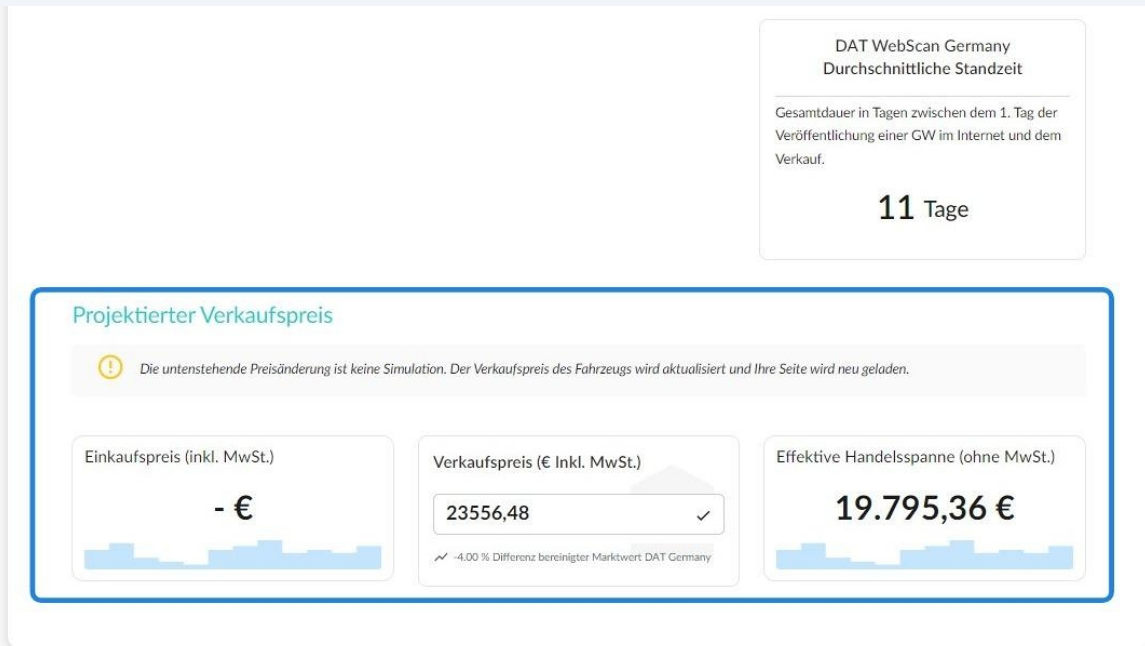 DAT WebScan Germany
Durchschnittliche Standzeit
Gesamtdauer in Tagen zwischen dem 1. Tag der
Veröffentlichung einer GW im Internet und dem
Verkauf.
11 Tage
Projektierter Verkaufspreis
Die untenstehende Preisänderung ist keine Simulation. Der Verkaufspreis des Fahrzeugs wird aktualisiert und Ihre Seite wird neu geladen.
Einkaufspreis (inkl. MwSt.)
- €
Verkaufspreis (€ Inkl. MwSt.)
23556,48
-4.00 % Differenz bereinigter Marktwert DAT Germany
Effektive Handelsspanne (ohne MwSt.)
19.795,36 €